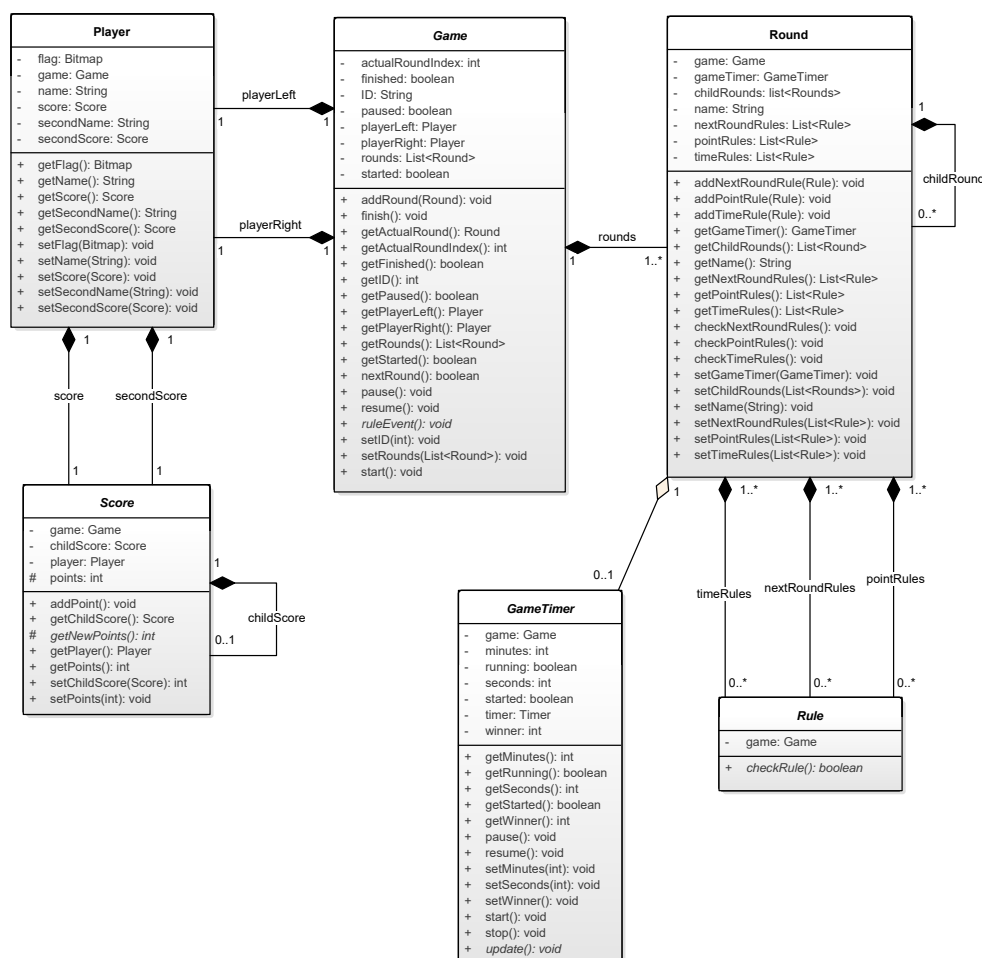 Player
- flag: Bitmap
- game: Game
- name: String
- score: Score
- secondName: String
- secondScore: Score
+ getFlag(): Bitmap
+ getName(): String
+ getScore(): Score
+ getSecondName(): String
+ getSecondScore(): Score
+ setFlag(Bitmap): void
+ setName(String): void
+ setScore(Score): void
+ setSecondName(String): void
+ setSecondScore(Score): void
playerLeft
1
1
playerRight
1
1
Game
- actualRoundIndex: int
- finished: boolean
- ID: String
- paused: boolean
- playerLeft: Player
- playerRight: Player
- rounds: List<Round>
- started: boolean
+ addRound(Round): void
+ finish(): void
+ getActualRound(): Round
+ getActualRoundIndex(): int
+ getFinished(): boolean
+ getID(): int
+ getPaused(): boolean
+ getPlayerLeft(): Player
+ getPlayerRight(): Player
+ getRounds(): List<Round>
+ getStarted(): boolean
+ nextRound(): boolean
+ pause(): void
+ resume(): void
+ ruleEvent(): void
+ setID(int): void
+ setRounds(List<Round>): void
+ start(): void
rounds
1
1..*
Round
- game: Game
- gameTimer: GameTimer
- childRounds: list<Rounds>
- name: String
- nextRoundRules: List<Rule>
- pointRules: List<Rule>
- timeRules: List<Rule>
+ addNextRoundRule(Rule): void
+ addPointRule(Rule): void
+ addTimeRule(Rule): void
+ getGameTimer(): GameTimer
+ getChildRounds(): List<Round>
+ getName(): String
+ getNextRoundRules(): List<Rule>
+ getPointRules(): List<Rule>
+ getTimeRules(): List<Rule>
+ checkNextRoundRules(): void
+ checkPointRules(): void
+ checkTimeRules(): void
+ setGameTimer(GameTimer): void
+ setChildRounds(List<Rounds>): void
+ setName(String): void
+ setNextRoundRules(List<Rule>): void
+ setPointRules(List<Rule>): void
+ setTimeRules(List<Rule>): void
1
childRound
0..*
1
1
score
secondScore
1
1
Score
- game: Game
- childScore: Score
- player: Player
# points: int
+ addPoint(): void
+ getChildScore(): Score
# getNewPoints(): int
+ getPlayer(): Player
+ getPoints(): int
+ setChildScore(Score): int
+ setPoints(int): void
1
childScore
0..1
1
0..1
GameTimer
- game: Game
- minutes: int
- running: boolean
- seconds: int
- started: boolean
- timer: Timer
- winner: int
+ getMinutes(): int
+ getRunning(): boolean
+ getSeconds(): int
+ getStarted(): boolean
+ getWinner(): int
+ pause(): void
+ resume(): void
+ setMinutes(int): void
+ setSeconds(int): void
+ setWinner(): void
+ start(): void
+ stop(): void
+ update(): void
1..*
1..*
1..*
timeRules
nextRoundRules
pointRules
0..*
0..*
0..*
Rule
- game: Game
+ checkRule(): boolean